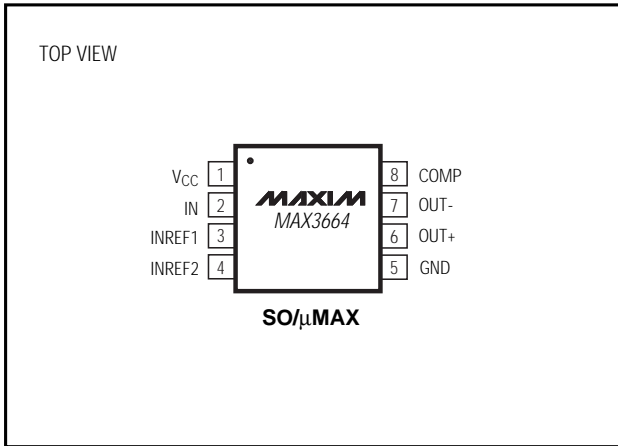 TOP VIEW
VCC 1
IN 2
INREF1 3
INREF2 4
MAXIM
MAX3664
8 COMP
7 OUT-
6 OUT+
5 GND
SO/μMAX